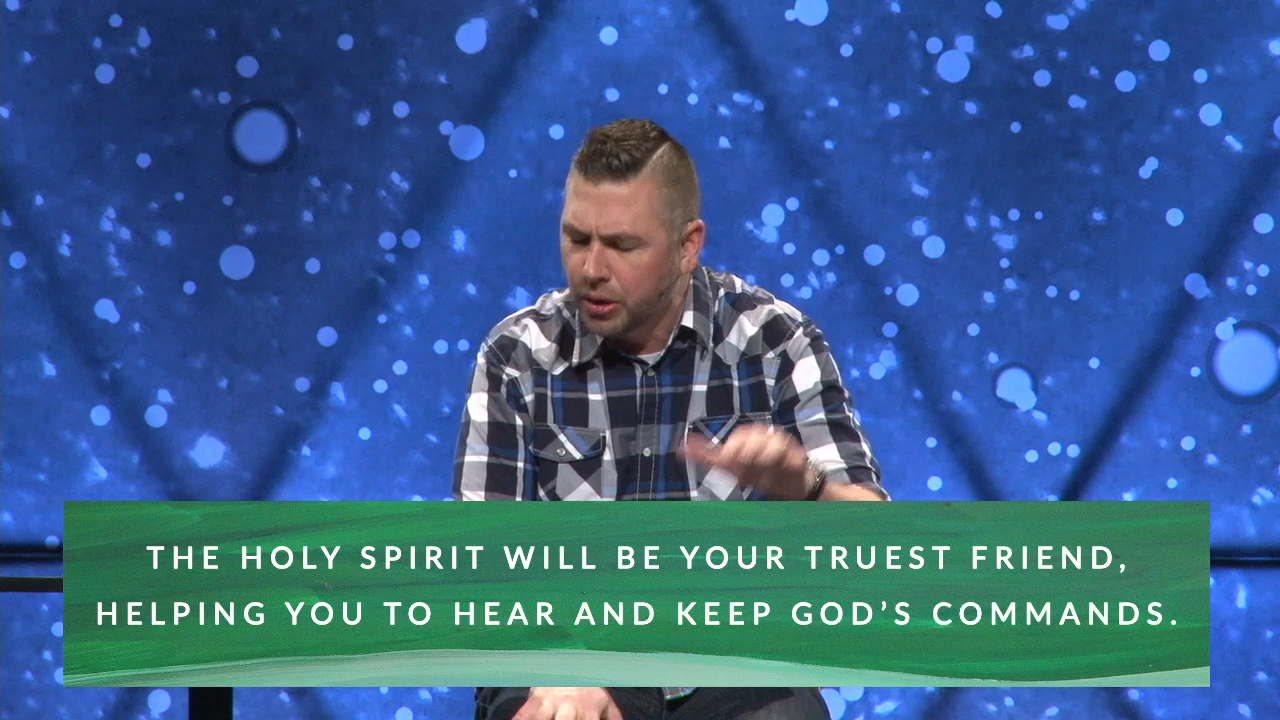 THE HOLY SPIRIT WILL BE YOUR TRUEST FRIEND,
HELPING YOU TO HEAR AND KEEP GOD’S COMMANDS.